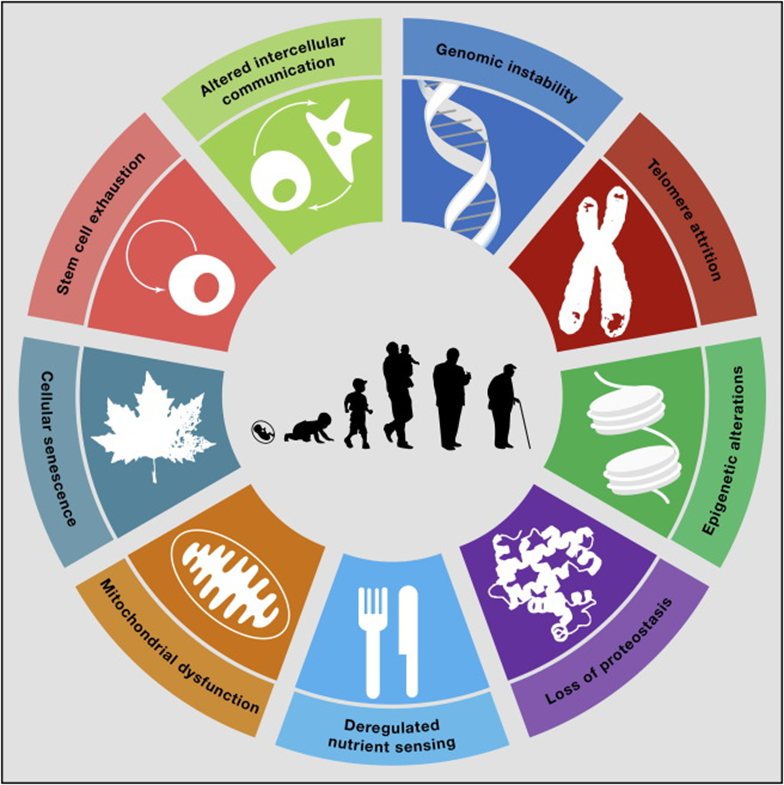 Genomic instability
Telomere attrition
Epigenetic alterations
Loss of proteostasis
Deregulated
nutrient sensing
Mitochondrial dysfunction
Cellular senescence
Stem cell exhaustion
Altered intercellular
communication